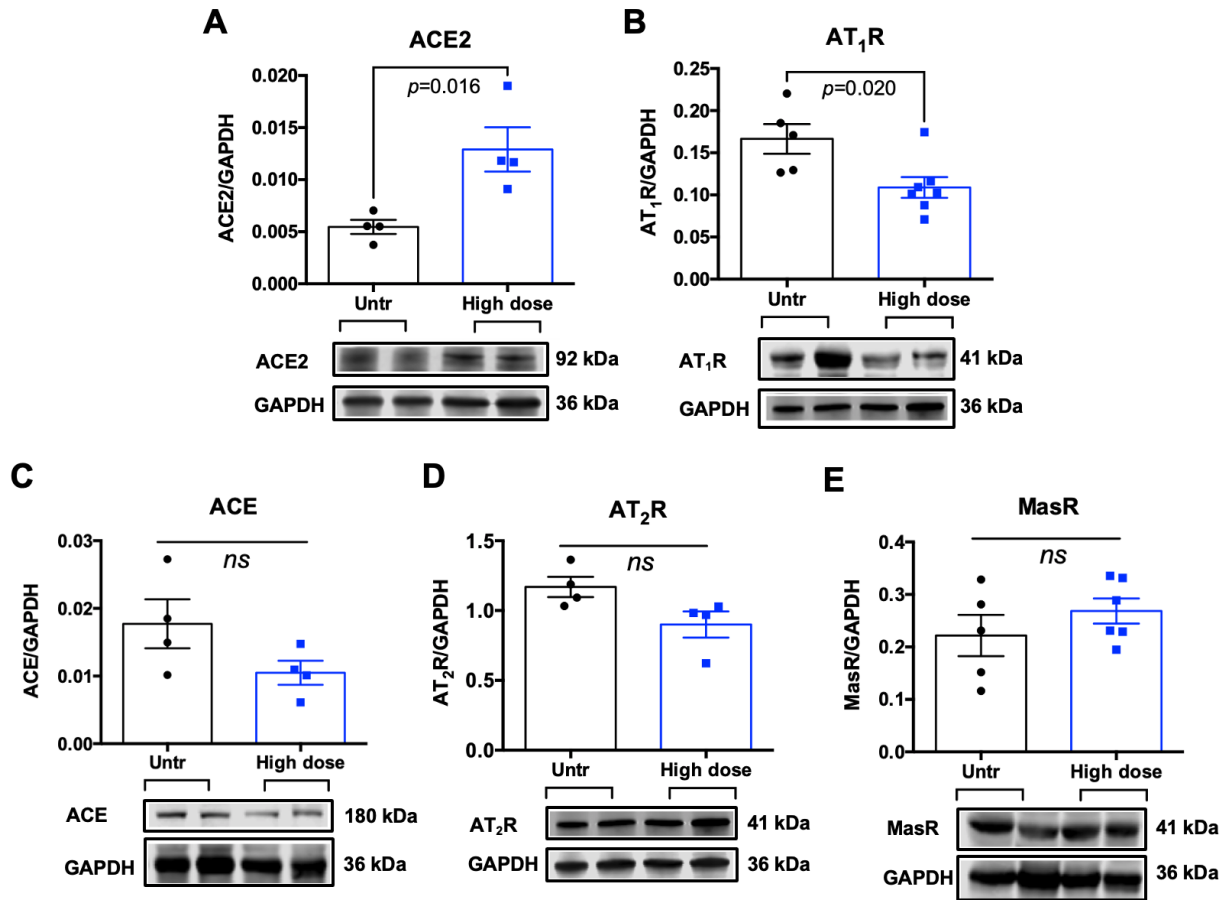 A
ACE2
ACE2/GAPDH
0.020
0.015
0.010
0.005
0.000
p=0.016
Untr
High dose
ACE2
92 kDa
GAPDH
36 kDa
B
AT₁R
AT₁R/GAPDH
0.25
0.20
0.15
0.10
0.05
0.00
p=0.020
Untr
High dose
AT₁R
41 kDa
GAPDH
36 kDa
C
ACE
ACE/GAPDH
0.03
0.02
0.01
0.00
ns
Untr
High dose
ACE
180 kDa
GAPDH
36 kDa
D
AT₂R
AT₂R/GAPDH
1.5
1.0
0.5
0.0
ns
Untr
High dose
AT₂R
41 kDa
GAPDH
36 kDa
E
MasR
MasR/GAPDH
0.4
0.3
0.2
0.1
0.0
ns
Untr
High dose
MasR
41 kDa
GAPDH
36 kDa